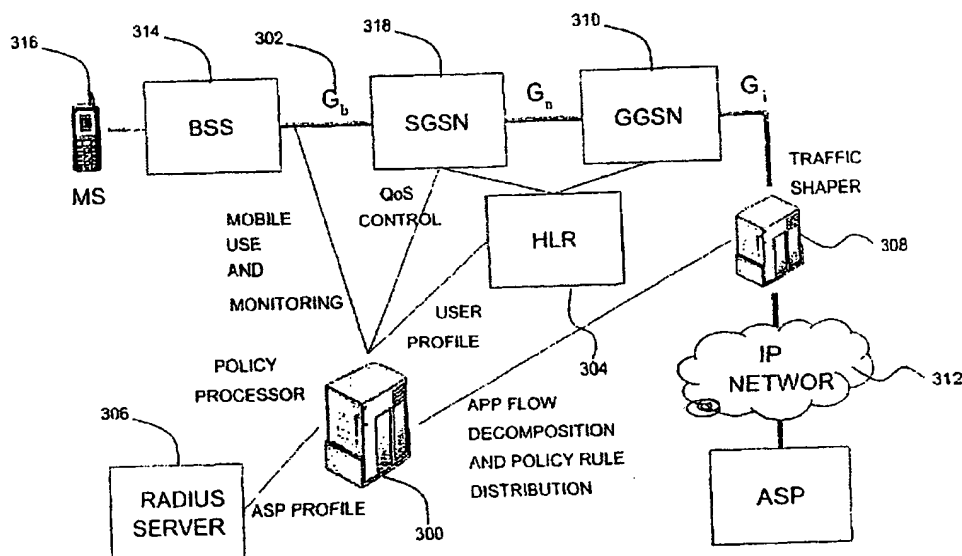 316
314
302
318
310
BSS
Gb
SGSN
Gn
GGSN
Gi
MS
TRAFFIC
SHAPER
308
QoS
CONTROL
HLR
MOBILE
USE
AND
MONITORING
USER
PROFILE
304
IP
NETWOR
312
POLICY
PROCESSOR
306
APP FLOW
DECOMPOSITION
AND POLICY RULE
DISTRIBUTION
RADIUS
SERVER
ASP PROFILE
300
ASP